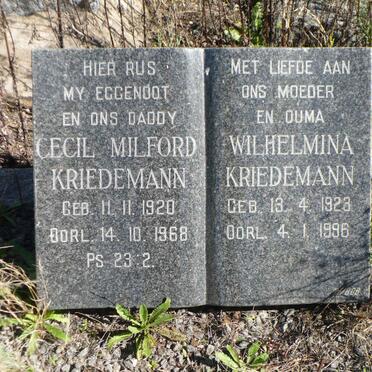 HIER RUS
MY EGGENOOT
EN ONS DADDY
CECIL MILFORD
KRIEDEMANN
GEB. 11. 11. 1920
OORL. 14. 10. 1968
PS 23: 2.
MET LIEFDE AAN
ONS MOEDER
EN OUMA
WILHELMINA
KRIEDEMANN
GEB. 13. 4. 1923
OORL. 4. 1. 1996